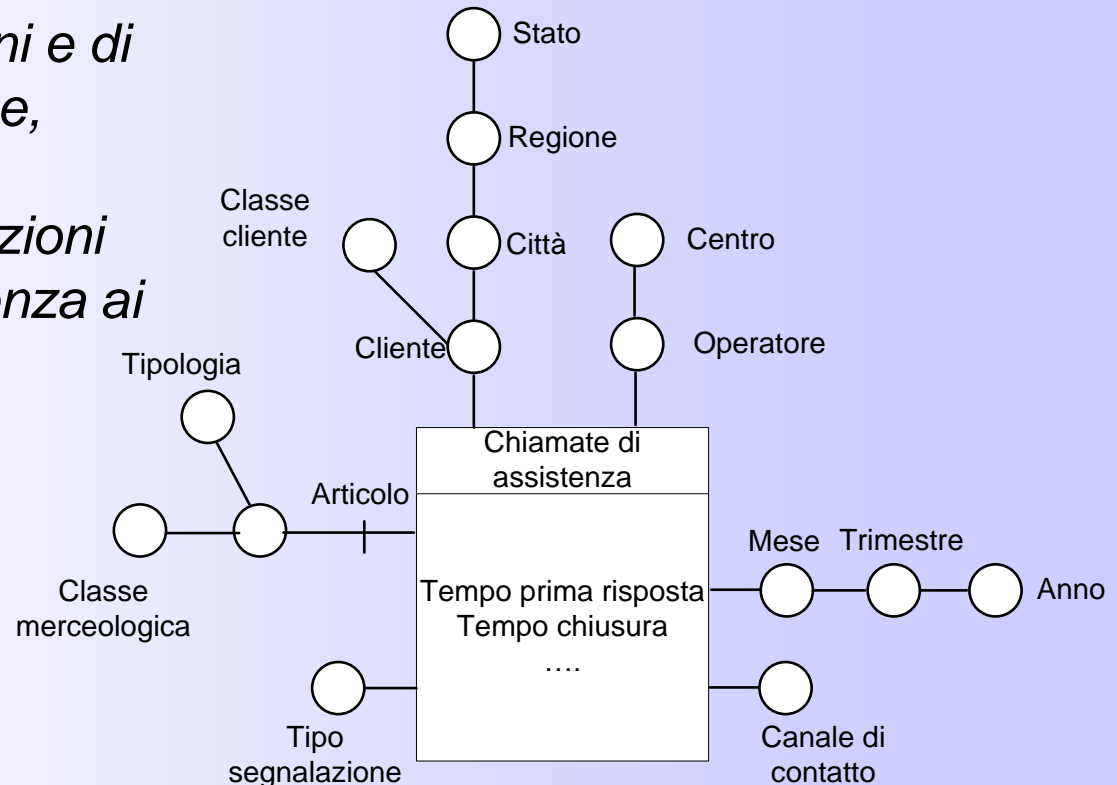 ni e di
e,
zioni
enza ai
Stato
Regione
Classe
cliente
Città
Centro
Cliente
Operatore
Tipologia
Chiamate di
assistenza
Articolo
Mese
Trimestre
Anno
Classe
merceologica
Tempo prima risposta
Tempo chiusura
....
Tipo
segnalazione
Canale di
contatto